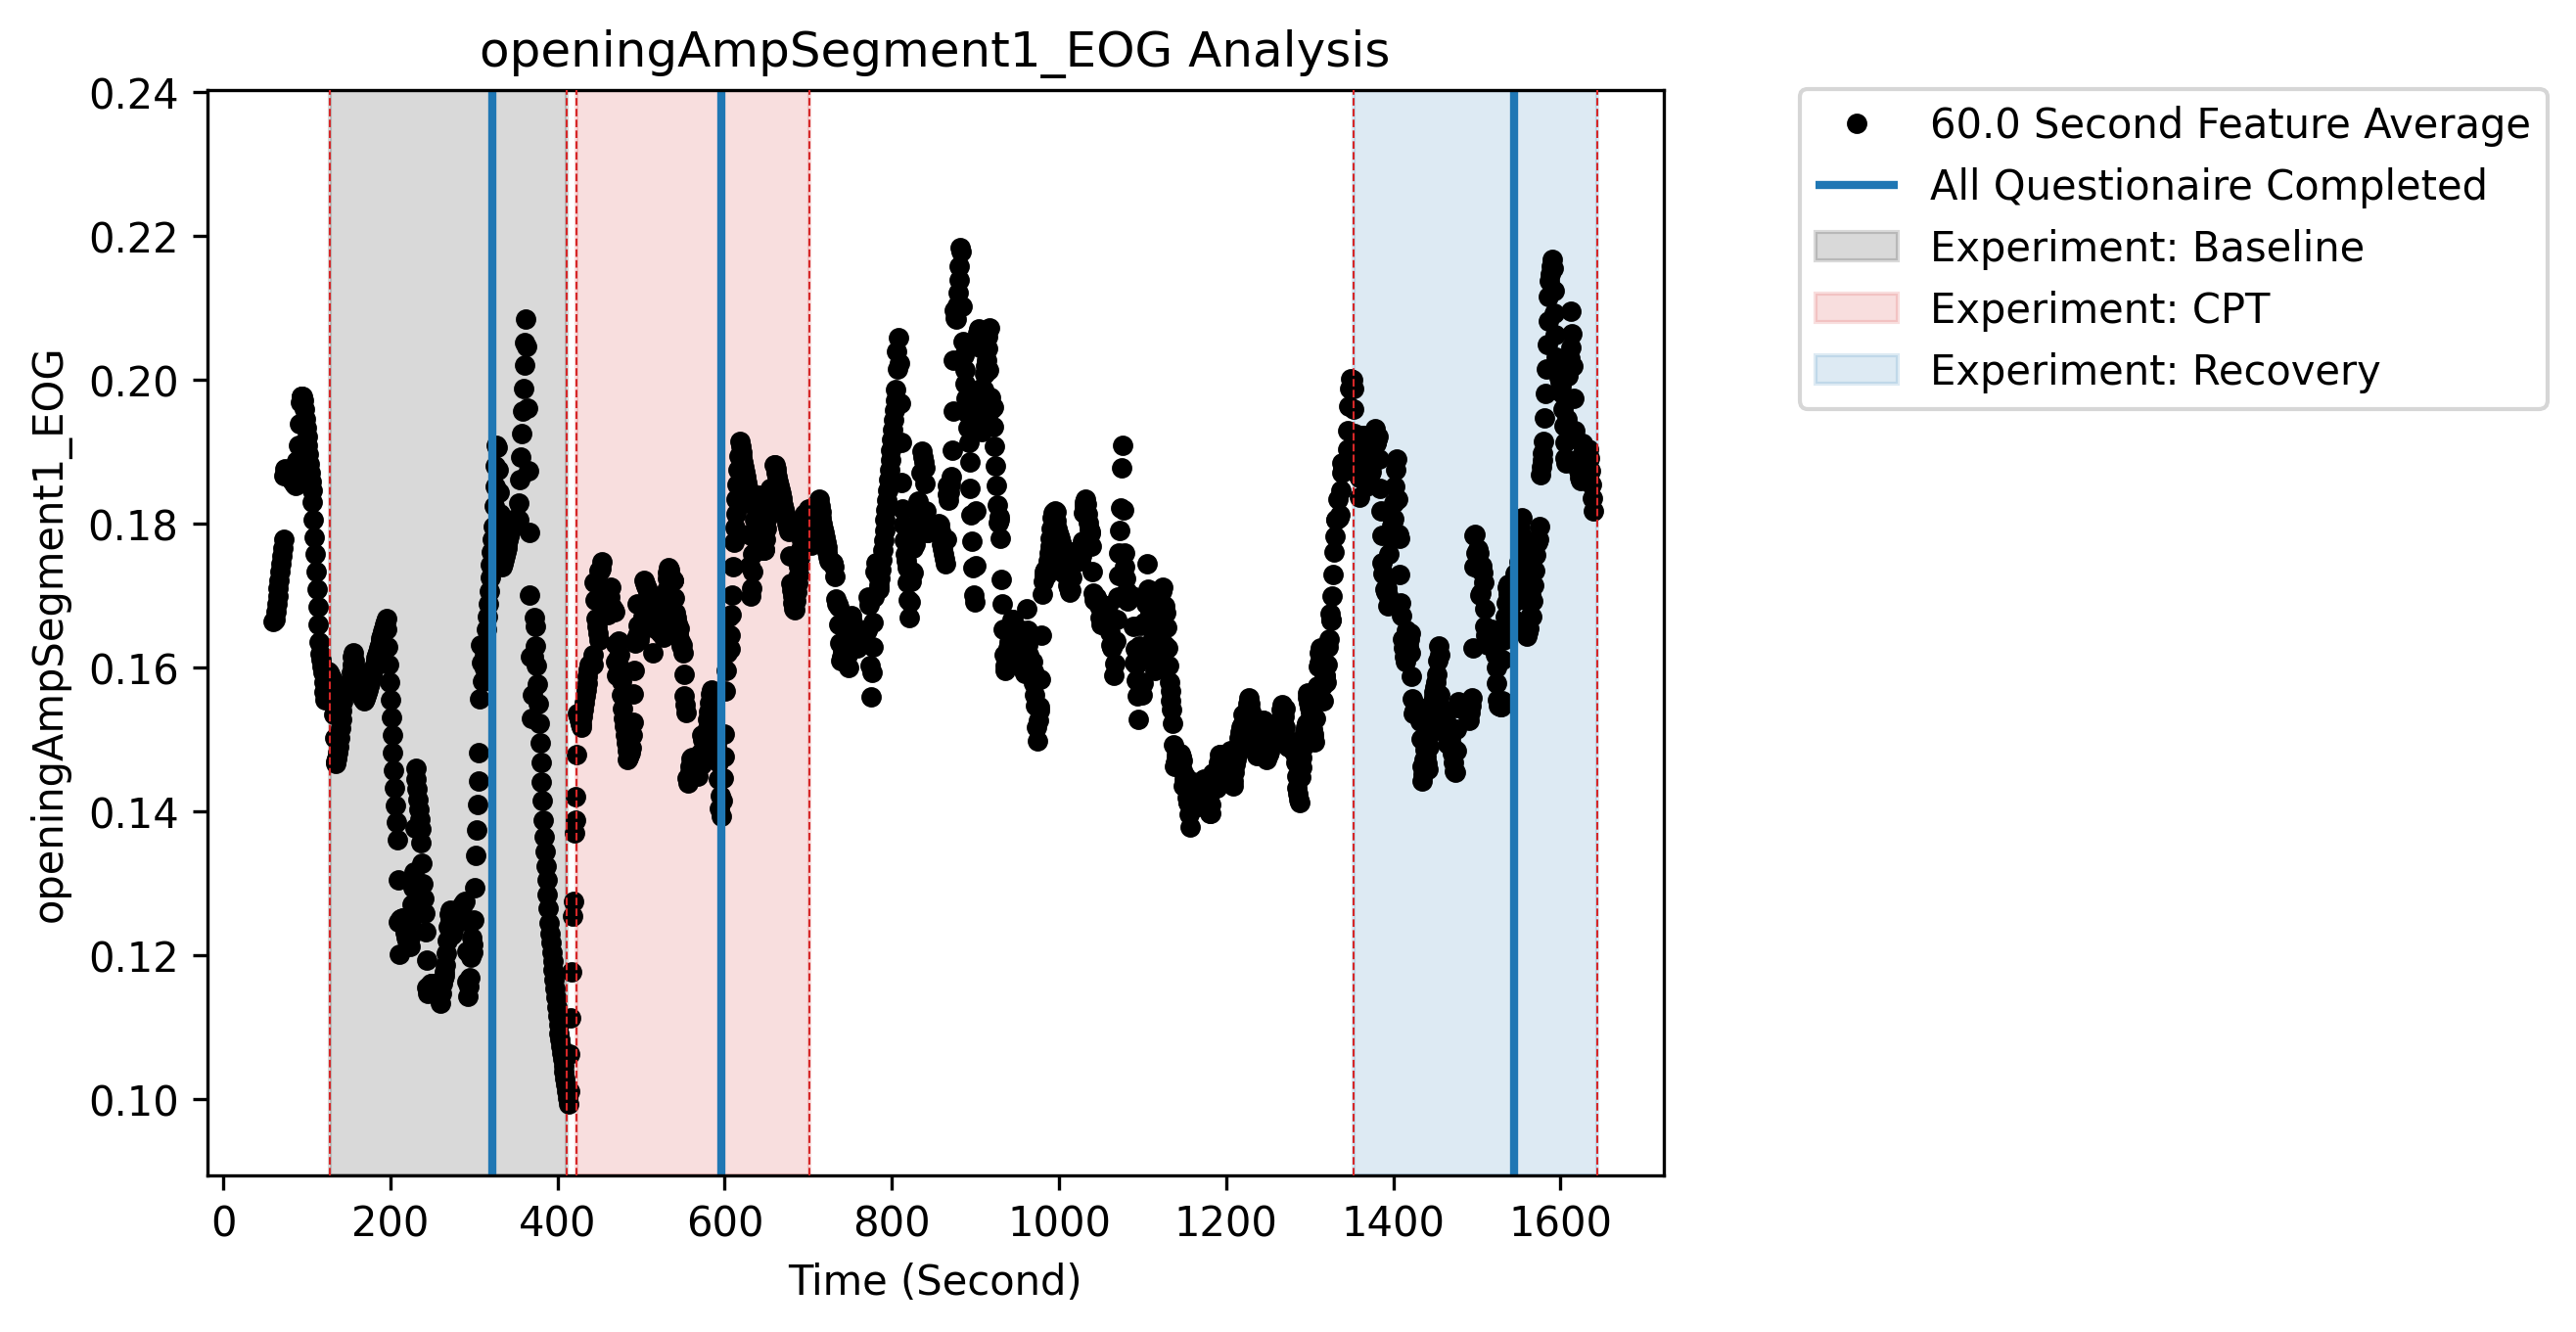 openingAmpSegment1_EOG Analysis
0.24
0.22
0.20
0.18
0.16
0.14
0.12
0.10
openingAmpSegment1_EOG
0
200
400
600
800
1000
1200
1400
1600
Time (Second)
60.0 Second Feature Average
All Questionaire Completed
Experiment: Baseline
Experiment: CPT
Experiment: Recovery